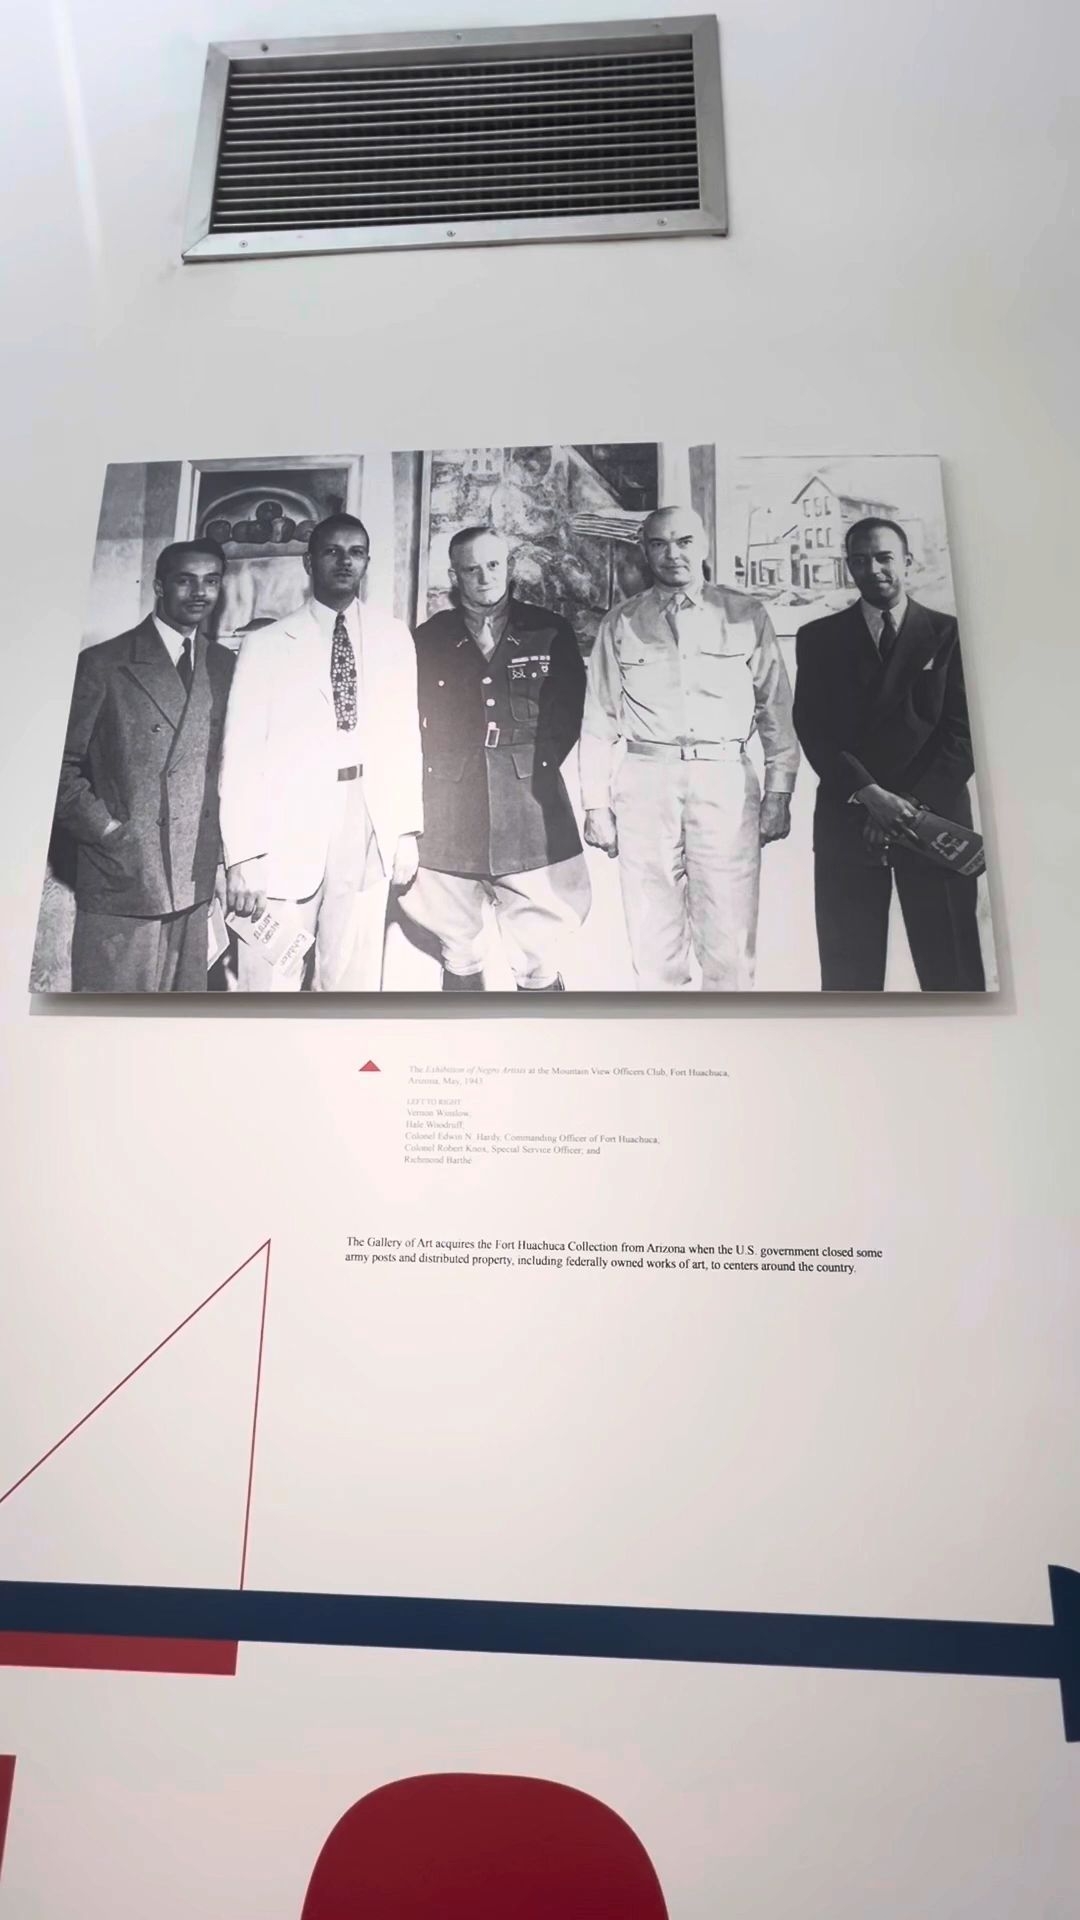 NEGRO
ARTISTS
Exhibition
The Exhibition of Negro Artists at the Mountain View Officers Club, Fort Huachuca,
Arizona, May, 1943
LEFT TO RIGHT
Vernon Winslow,
Hale Woodruff,
Colonel Edwin N. Hardy, Commanding Officer of Fort Huachuca,
Colonel Robert Knox, Special Service Officer, and
Richmond Barthé
The Gallery of Art acquires the Fort Huachuca Collection from Arizona when the U.S. government closed some
army posts and distributed property, including federally owned works of art, to centers around the country.